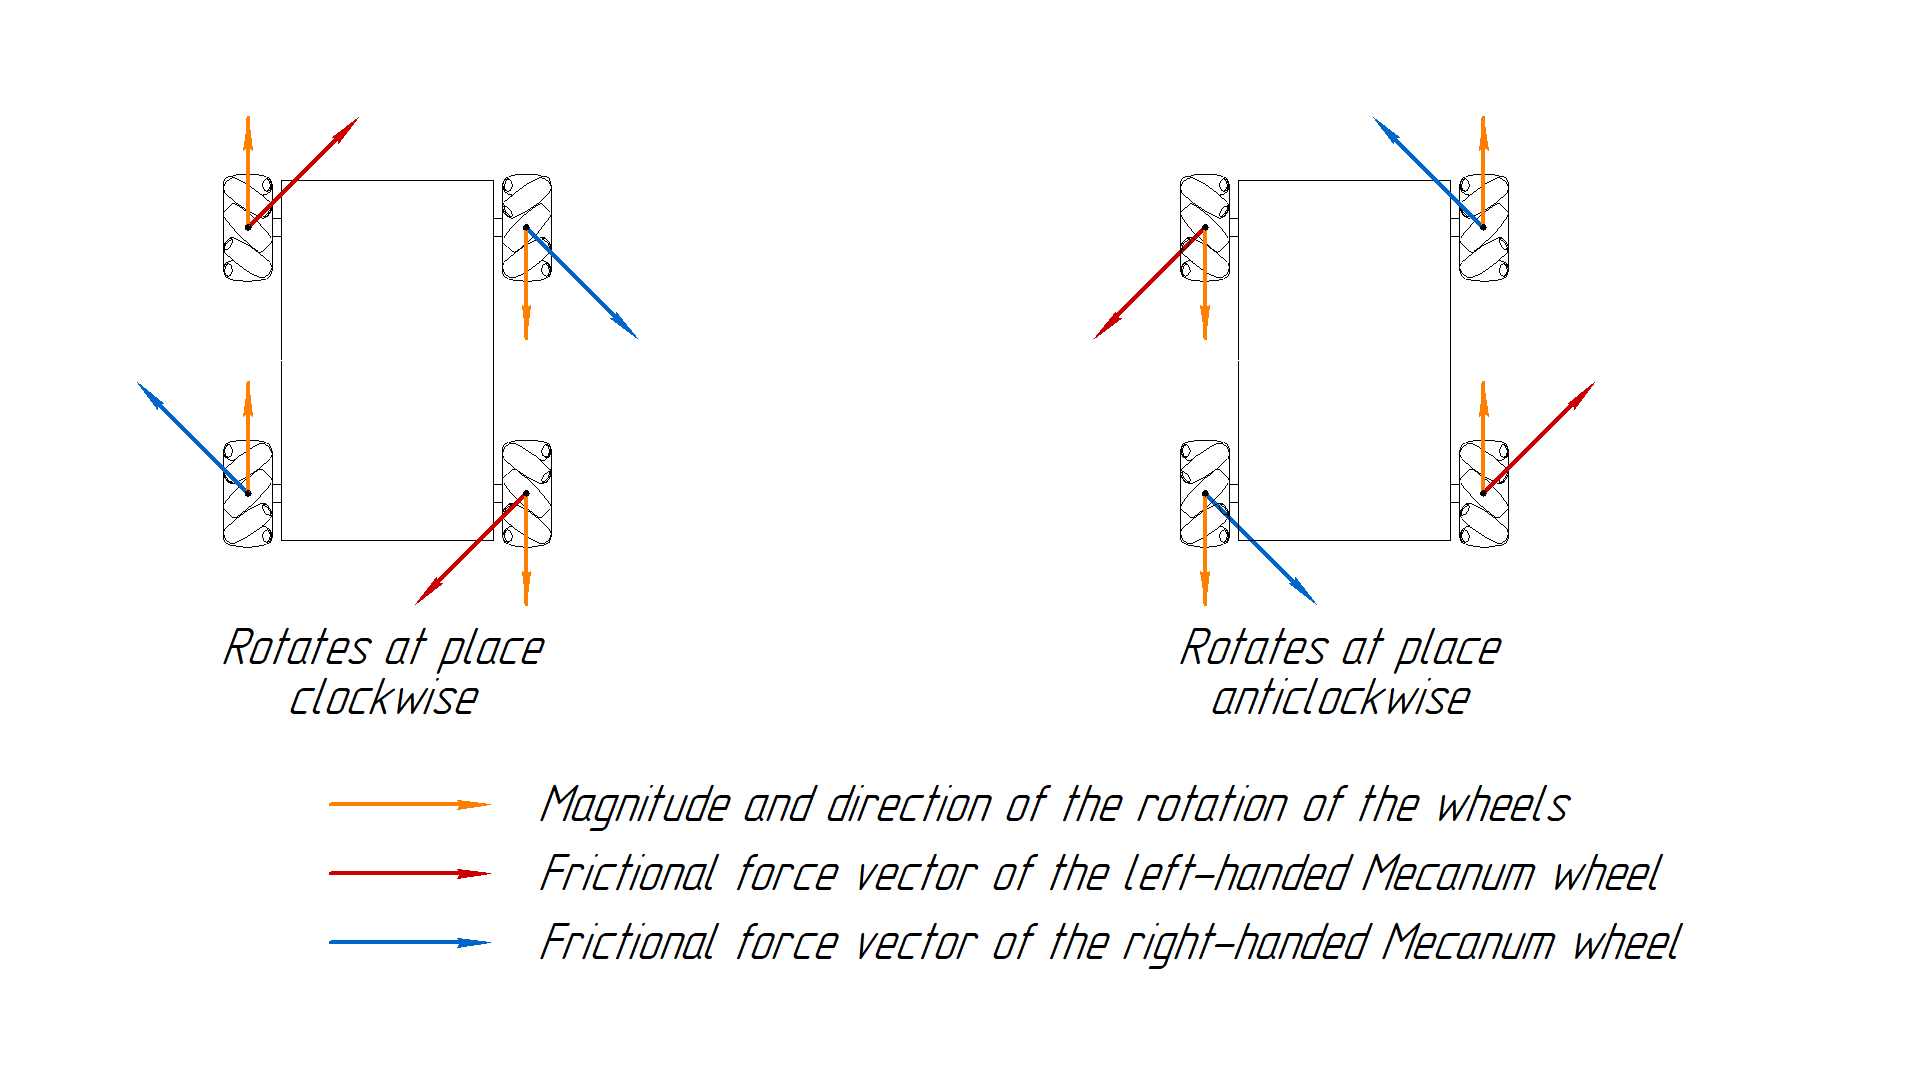 Rotates at place
clockwise
Rotates at place
anticlockwise
Magnitude and direction of the rotation of the wheels
Frictional force vector of the left-handed Mecanum wheel
Frictional force vector of the right-handed Mecanum wheel